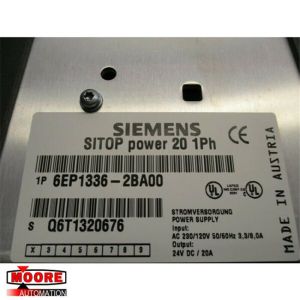 SIEMENS
SITOP power 20 1Ph
1P 6EP1336-2BA00
S Q6T1320676
MADE IN AUSTRIA
STROMVERSORGUNG
POWER SUPPLY
Input:
AC 230/120V 50/60Hz 3,3/6,0A
Output:
24V DC / 20A
X 3 4 5 6 7 8 9
MOORE
AUTOMATION